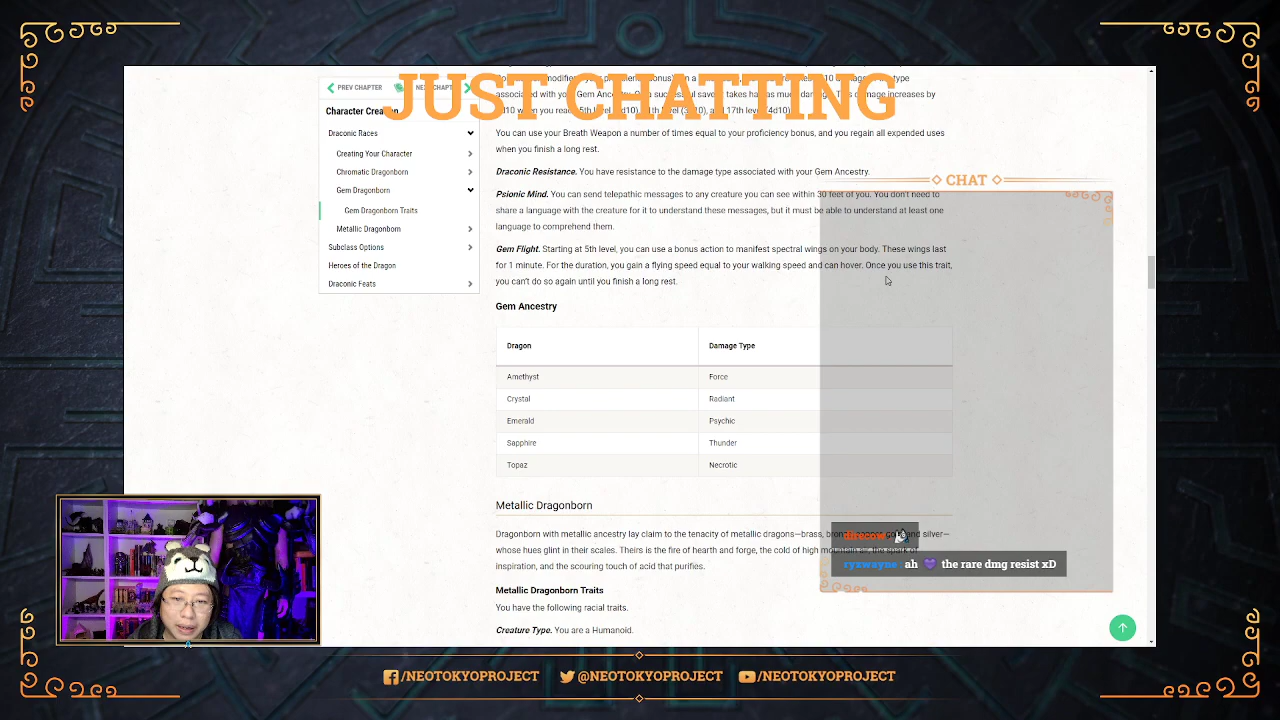 JUST CHATTING
PREV CHAPTER
Character
Draconic Races
Creating Your Character
Chromatic Dragonborn
Gem Dragonborn
Gem Dragonborn Traits
Metallic Dragonborn
Subclass Options
Heroes of the Dragon
Draconic Feats
associated with your Gem Ancestry.
You can use your Breath Weapon a number of times equal to your proficiency bonus, and you regain all expended uses
when you finish a long rest.
Draconic Resistance. You have resistance to the damage type associated with your Gem Ancestry.
Psionic Mind. You can send telepathic messages to any creature you can see within 30 feet of you. You don't need to
share a language with the creature for it to understand these messages, but it must be able to understand at least one
language to comprehend them.
Gem Flight. Starting at 5th level, you can use a bonus action to manifest spectral wings on your body. These wings last
for 1 minute. For the duration, you gain a flying speed equal to your walking speed and can hover. Once you use this trait,
you can't do so again until you finish a long rest.
Gem Ancestry
Dragon Damage Type
Amethyst Force
Crystal Radiant
Emerald Psychic
Sapphire Thunder
Topaz Necrotic
Metallic Dragonborn
Dragonborn with metallic ancestry lay claim to the tenacity of metallic dragons—brass, and silver—
whose hues glint in their scales. Theirs is the fire of hearth and forge, the cold of high
inspiration, and the scouring touch of acid that purifies.
Metallic Dragonborn Traits
You have the following racial traits.
Creature Type. You are a Humanoid.
CHAT
direcow
ryxwayne ah 💜 the rare dmg resist xD
/NEOTOKYOPROJECT @NEOTOKYOPROJECT /NEOTOKYOPROJECT